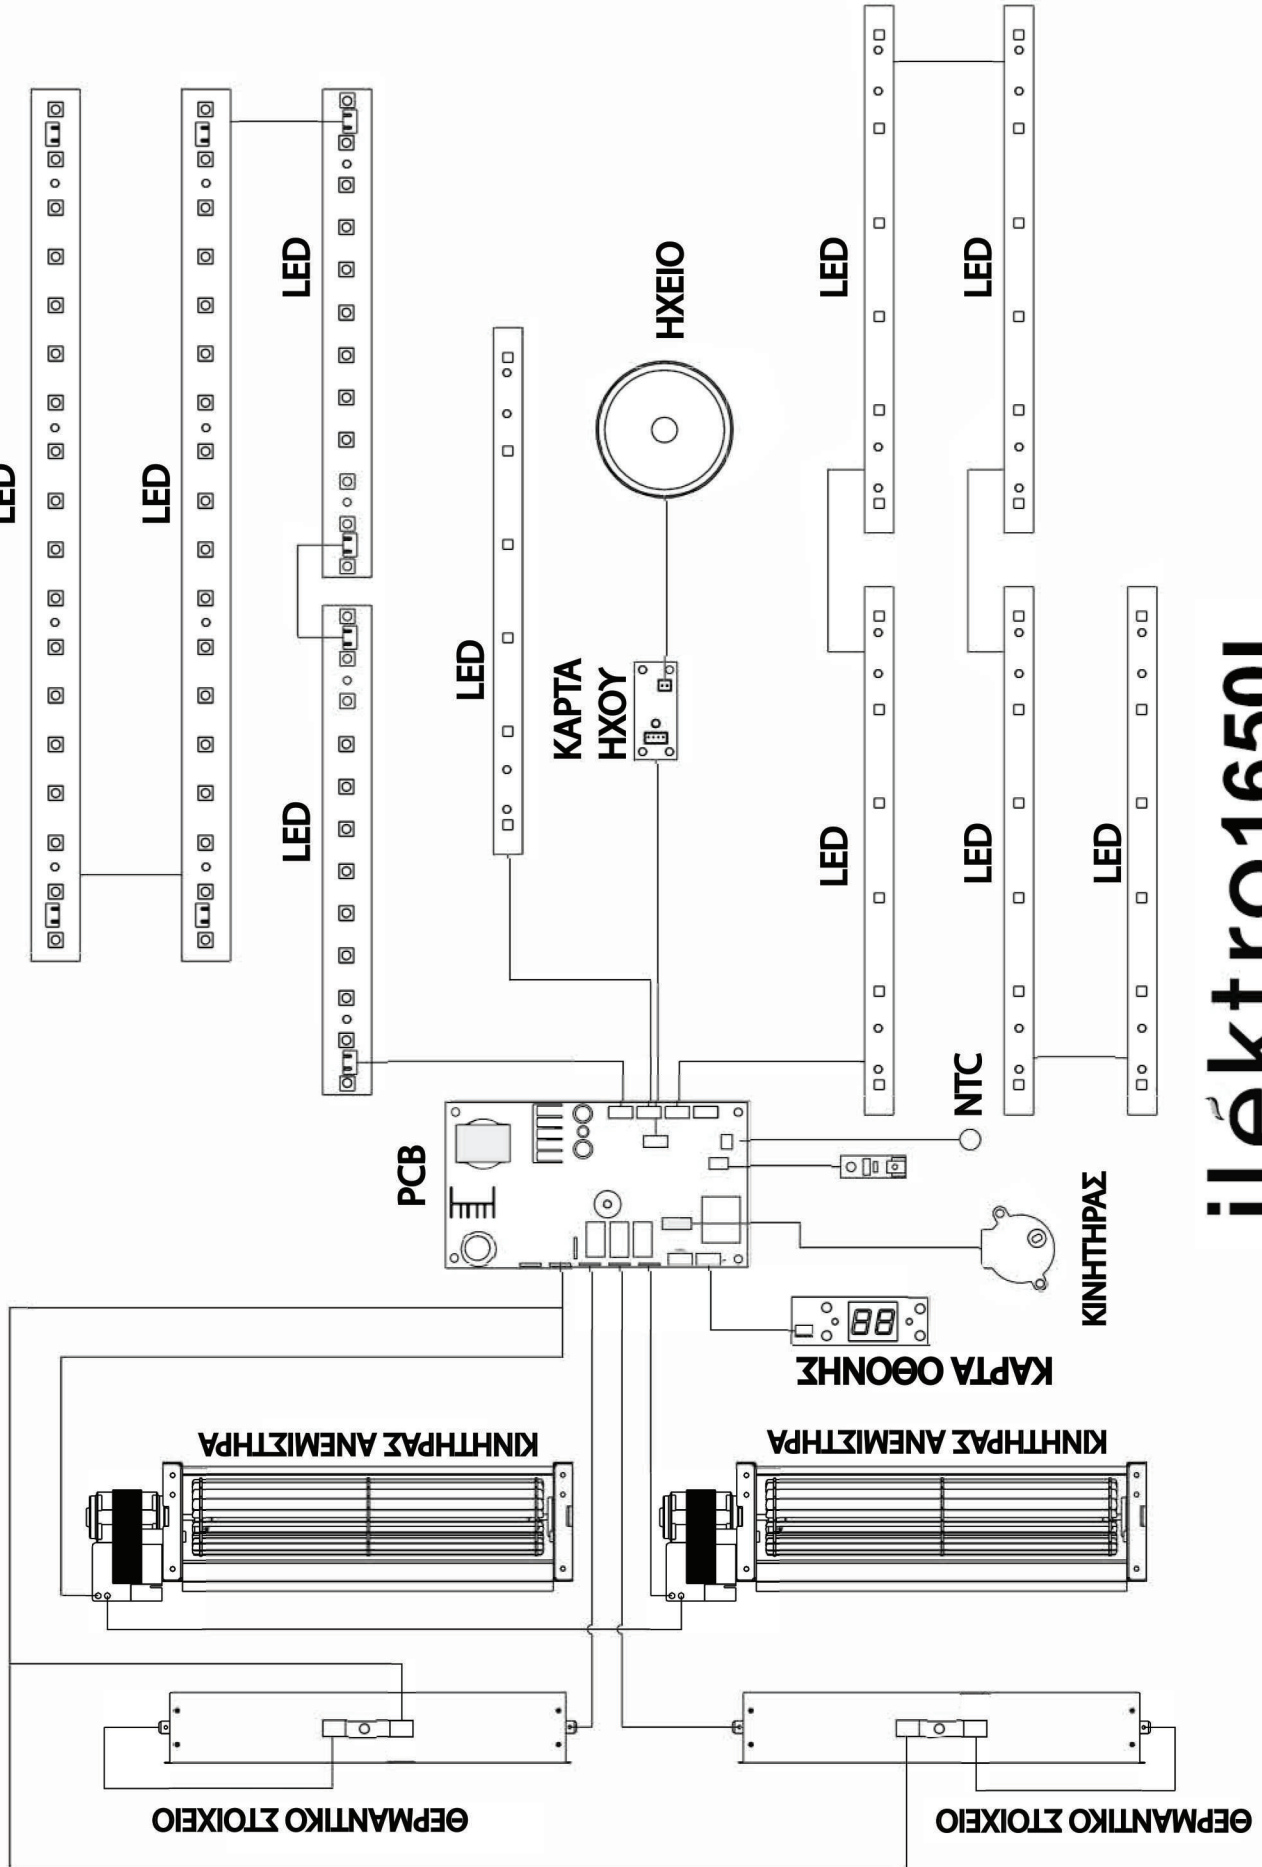 LED
LED
LED
LED
LED
ΗΧΕΙΟ
ΚΑΡΤΑ
ΗΧΟΥ
LED
LED
LED
LED
LED
PCB
NTC
ΚΙΝΗΤΗΡΑΣ
88
ΚΑΡΤΑ ΟΘΟΝΗΣ
ΚΙΝΗΤΗΡΑΣ ΑΝΕΜΙΣΤΗΡΑ
ΚΙΝΗΤΗΡΑΣ ΑΝΕΜΙΣΤΗΡΑ
ΘΕΡΜΑΝΤΙΚΟ ΣΤΟΙΧΕΙΟ
ΘΕΡΜΑΝΤΙΚΟ ΣΤΟΙΧΕΙΟ
iléktro1650l